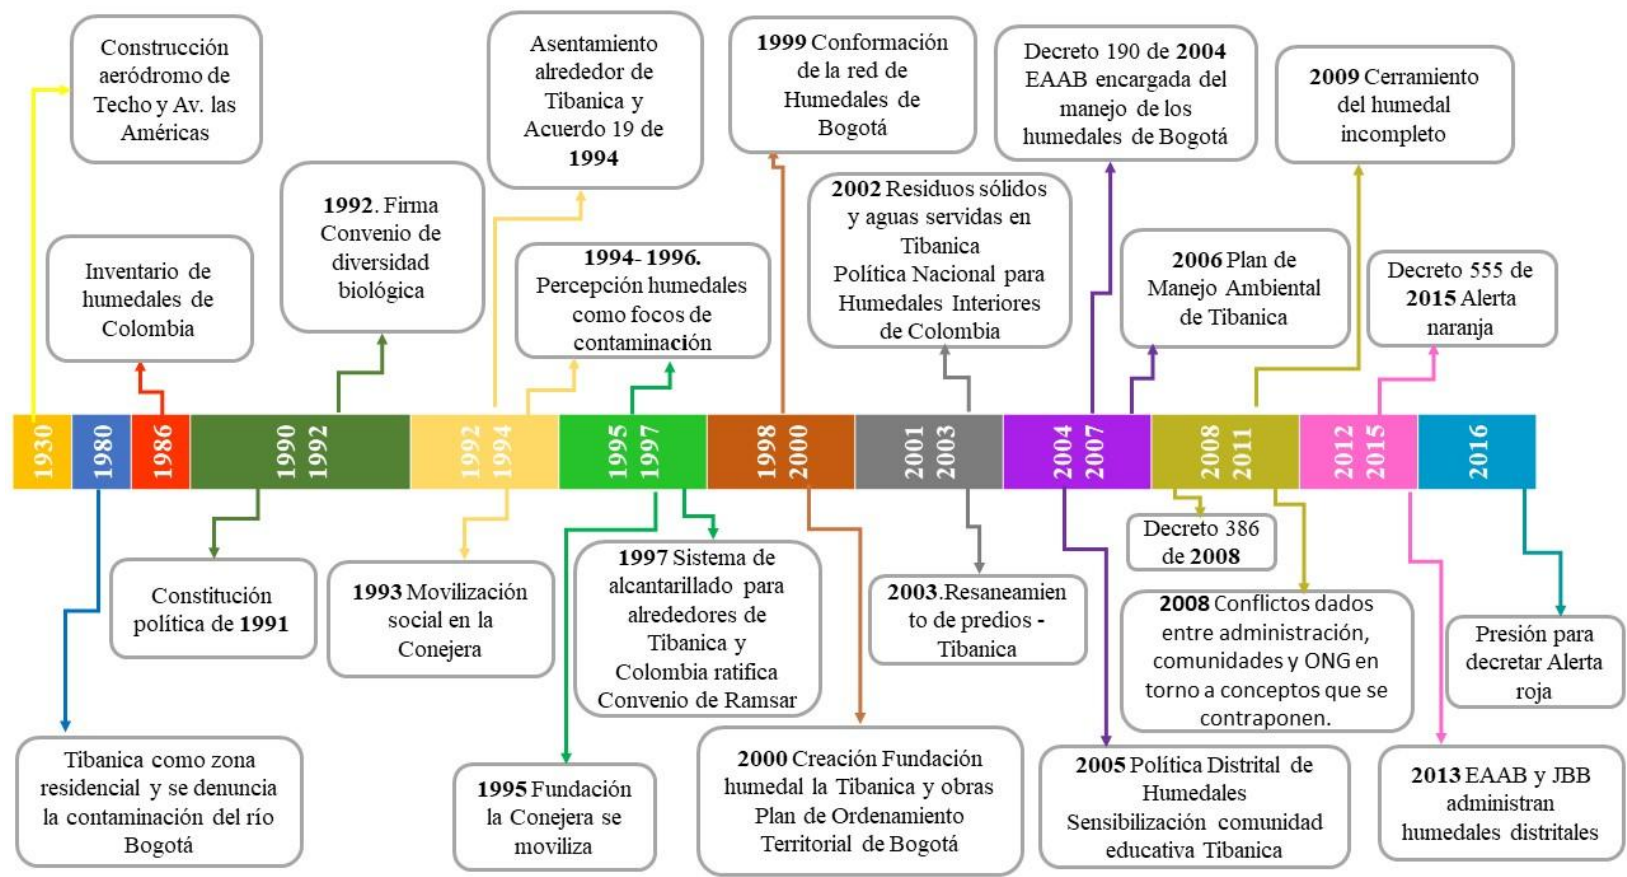 Construcción
aeródromo de
Techo y Av. las
Américas
Inventario de
humedales de
Colombia
1992. Firma
Convenio de
diversidad
biológica
Asentamiento
alrededor de
Tibanica y
Acuerdo 19 de
1994
1994- 1996.
Percepción humedales
como focos de
contaminación
1999 Conformación
de la red de
Humedales de
Bogotá
2002 Residuos sólidos
y aguas servidas en
Tibanica
Política Nacional para
Humedales Interiores
de Colombia
Decreto 190 de 2004
EAAB encargada del
manejo de los
humedales de Bogotá
2006 Plan de
Manejo Ambiental
de Tibanica
2009 Cerramiento
del humedal
incompleto
Decreto 555 de
2015 Alerta
naranja
1930
1980
1986
1990
1992
1992
1994
1995
1997
1998
2000
2001
2003
2004
2007
2008
2011
2012
2015
2016
Tibanica como zona
residencial y se denuncia
la contaminación del río
Bogotá
Constitución
política de 1991
1993 Movilización
social en la
Conejera
1995 Fundación
la Conejera se
moviliza
1997 Sistema de
alcantarillado para
alrededores de
Tibanica y
Colombia ratifica
Convenio de Ramsar
2000 Creación Fundación
humedal la Tibanica y obras
Plan de Ordenamiento
Territorial de Bogotá
2003.Resaneamien
to de predios -
Tibanica
2005 Política Distrital de
Humedales
Sensibilización comunidad
educativa Tibanica
Decreto 386
de 2008
2008 Conflictos dados
entre administración,
comunidades y ONG en
torno a conceptos que se
contraponen.
2013 EAAB y JBB
administran
humedales distritales
Presión para
decretar Alerta
roja